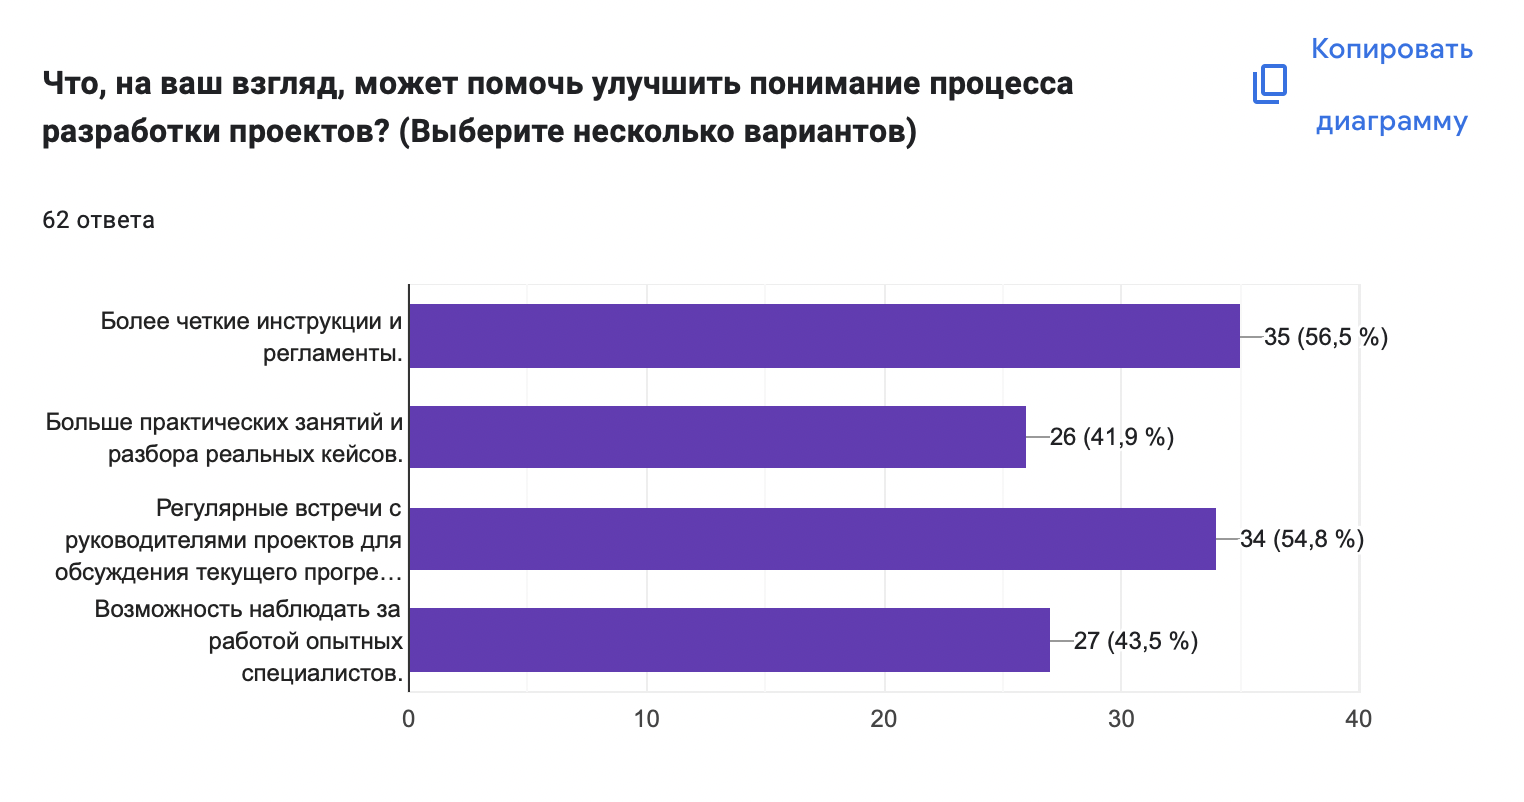 Копировать
диаграмму
Что, на ваш взгляд, может помочь улучшить понимание процесса
разработки проектов? (Выберите несколько вариантов)
62 ответа
Более четкие инструкции и
регламенты.
35 (56,5 %)
Больше практических занятий и
разбора реальных кейсов.
26 (41,9 %)
Регулярные встречи с
руководителями проектов для
обсуждения текущего прогре…
34 (54,8 %)
Возможность наблюдать за
работой опытных
специалистов.
27 (43,5 %)
0 10 20 30 40